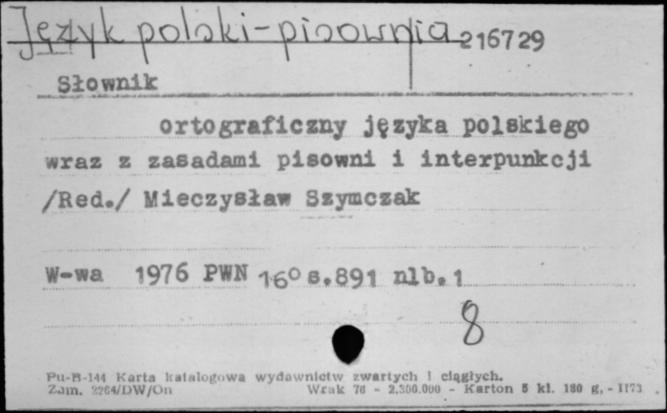 Język polski-pisownia 216729
Słownik
ortograficzny języka polskiego
wraz z zasadami pisowni i interpunkcji
/Red./ Mieczysław Szymczak
W-wa 1976 PWN 16° s.891 nlb.1
8
Pu-B-144 Karta katalogowa wydawnictw zwartych i ciągłych.
Zam. 2264/DW/On Wrak 76 - 2.300.000 - Karton 5 kl. 180 g. - 1173